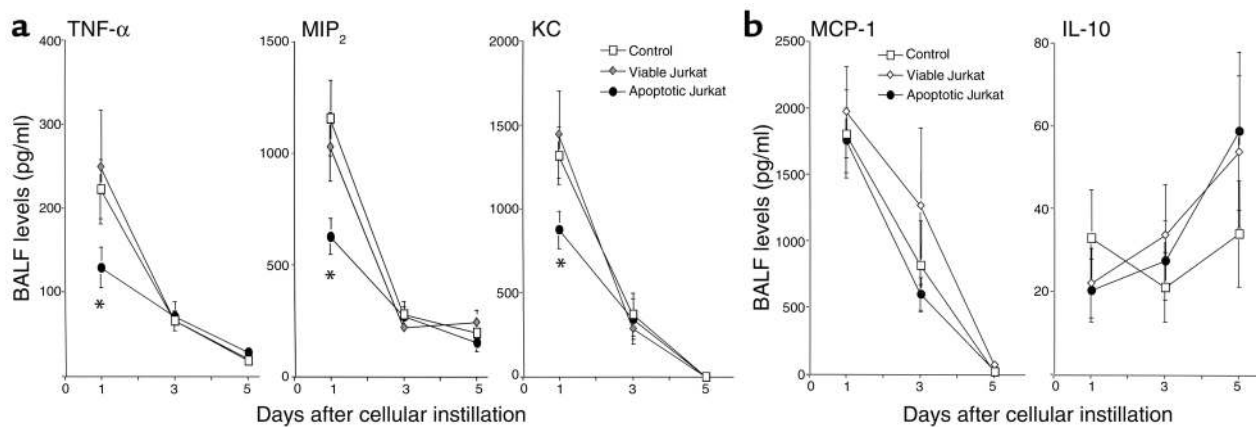 a
TNF-α
BALF levels (pg/ml)
400
300
200
100
0 1 3 5
MIP2
1500
1000
500
0
0 1 3 5
KC
Control
Viable Jurkat
Apoptotic Jurkat
2000
1500
1000
500
0
0 1 3 5
* * *
Days after cellular instillation
b
MCP-1
BALF levels (pg/ml)
2500
2000
1500
1000
500
0
0 1 3 5
Control
Viable Jurkat
Apoptotic Jurkat
IL-10
80
60
40
20
0 1 3 5
Days after cellular instillation